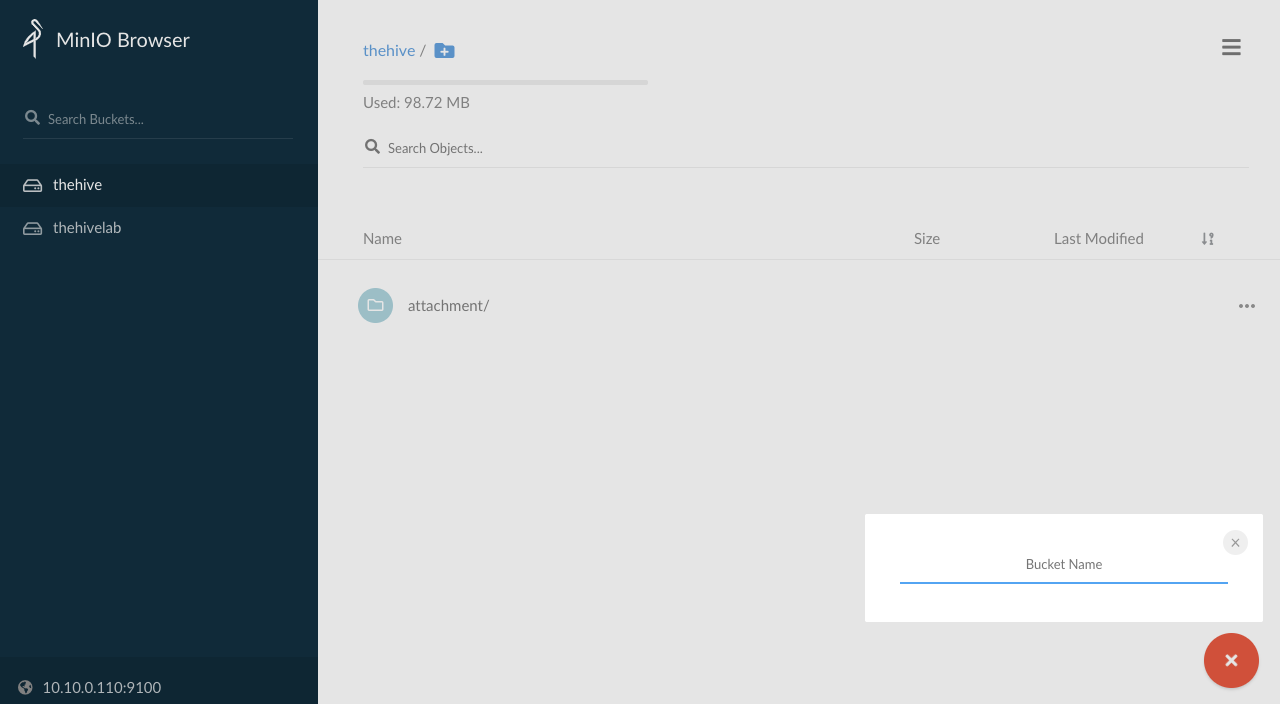 MinIO Browser
Search Buckets...
thehive
thehivelab
10.10.0.110:9100
thehive /
Used: 98.72 MB
Search Objects...
Name Size Last Modified
attachment/
Bucket Name